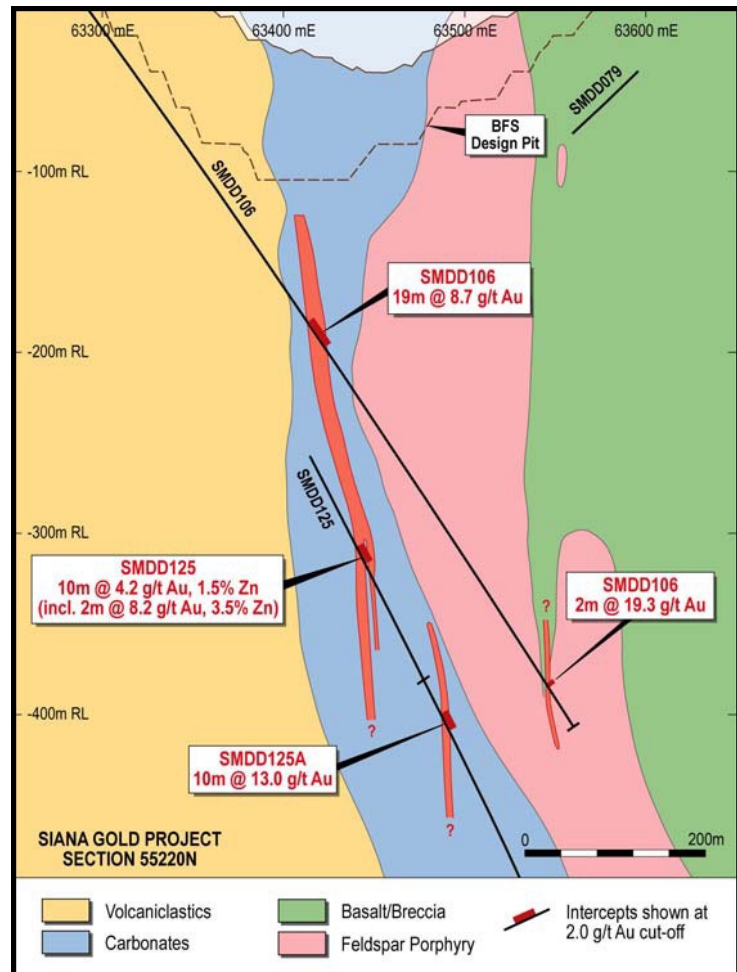 63300 mE
63400 mE
63500 mE
63600 mE
SMDD079
BFS
Design Pit
-100m RL
SMDD106
SMDD106
19m @ 8.7 g/t Au
-200m RL
SMDD125
-300m RL
SMDD125
10m @ 4.2 g/t Au, 1.5% Zn
(incl. 2m @ 8.2 g/t Au, 3.5% Zn)
SMDD106
2m @ 19.3 g/t Au
?
-400m RL
?
SMDD125A
10m @ 13.0 g/t Au
?
SIANA GOLD PROJECT
SECTION 55220N
0
200m
Volcaniclastics
Carbonates
Basalt/Breccia
Feldspar Porphyry
Intercepts shown at
2.0 g/t Au cut-off